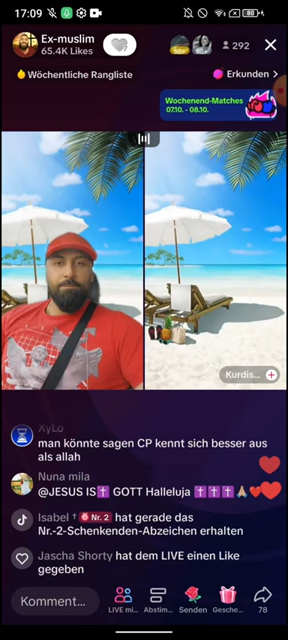 17:09
80
Ex-muslim
65.4K Likes
292
Wöchentliche Rangliste
Erkunden
Wochenend-Matches
07.10. - 08.10.
Kurdis...
XyLo
man könnte sagen CP kennt sich besser aus
als allah
Nuna mila
@JESUS IS✝️ GOTT Halleluja ✝️✝️✝️🙏🏽❤️❤️
Isabel † Nr. 2 hat gerade das
Nr.-2-Schenkenden-Abzeichen erhalten
Jascha Shorty hat dem LIVE einen Like
gegeben
Komment...
LIVE mi...
Abstim...
Senden
Gesche...
78